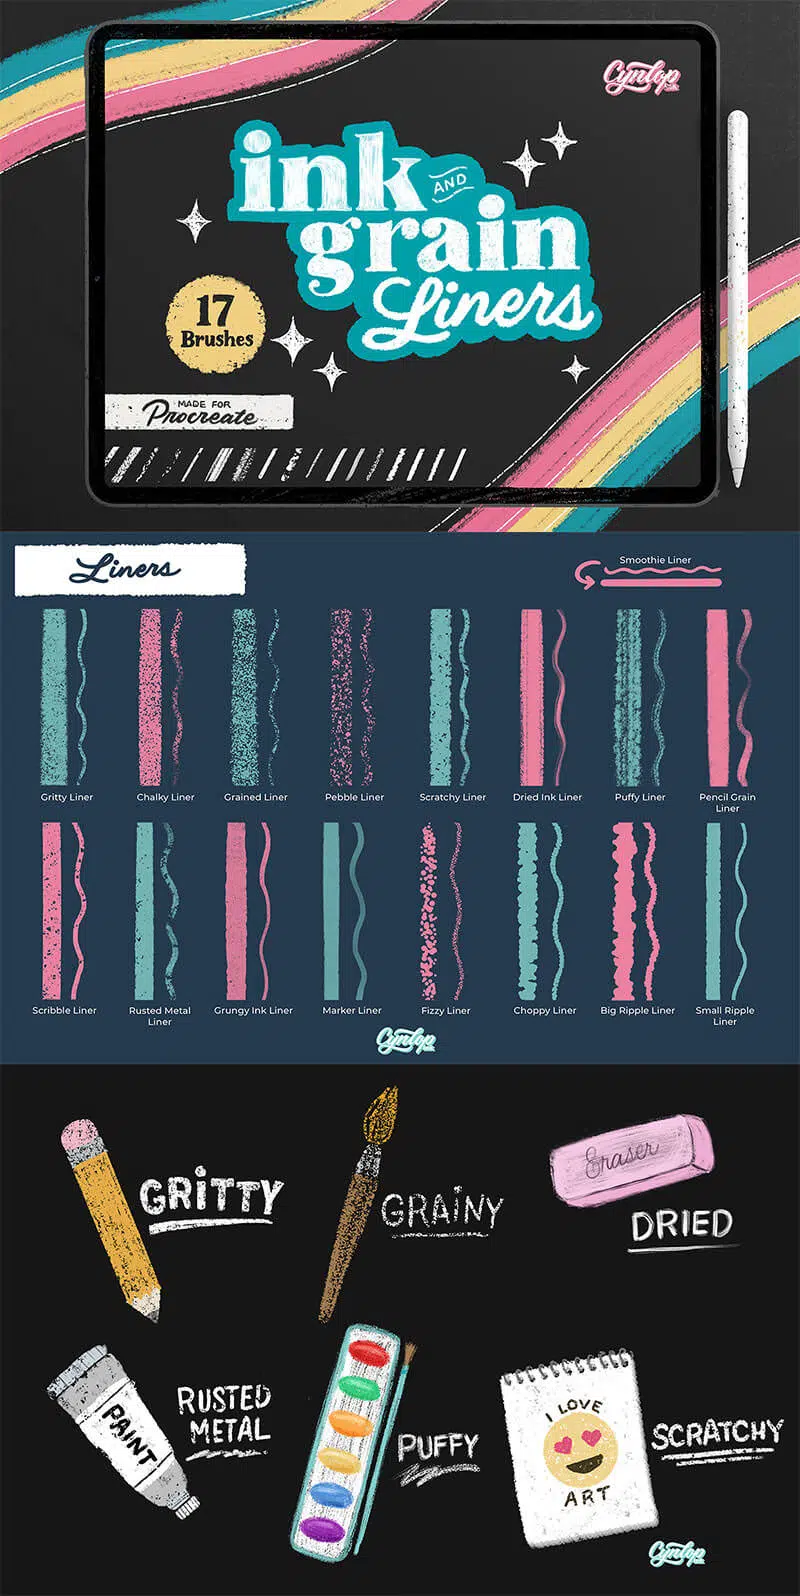 Cynlop
ink AND
grain
Liners
17
Brushes
MADE FOR
Procreate
Liners
Smoothie Liner
Gritty Liner
Chalky Liner
Grained Liner
Pebble Liner
Scratchy Liner
Dried Ink Liner
Puffy Liner
Pencil Grain
Liner
Scribble Liner
Rusted Metal
Liner
Grungy Ink Liner
Marker Liner
Fizzy Liner
Choppy Liner
Big Ripple Liner
Small Ripple
Liner
Cynlop
GRITTY
GRAINY
Eraser
DRIED
PAINT
RUSTED
METAL
PUFFY
I LOVE
ART
SCRATCHY
Cynlop